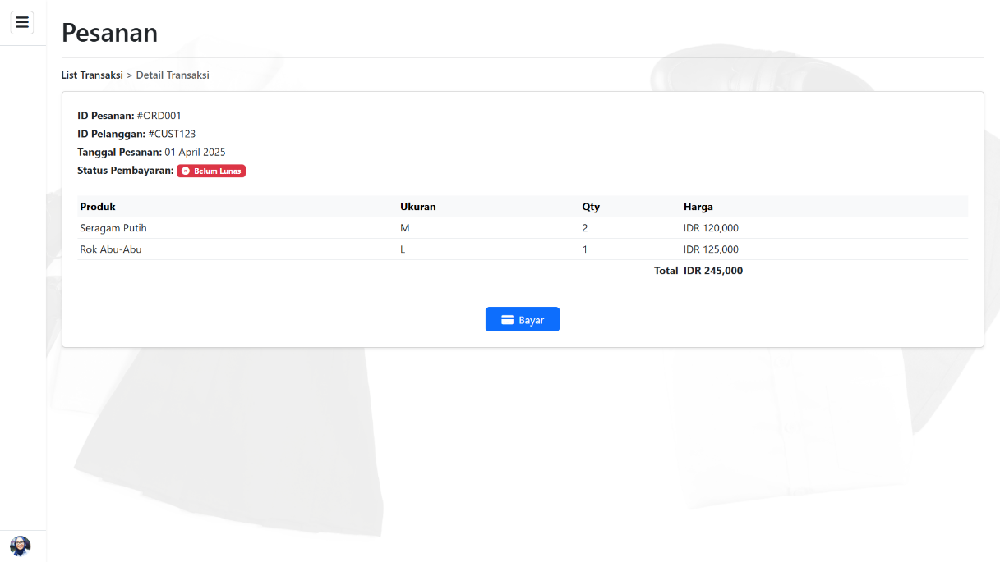 Pesanan
List Transaksi > Detail Transaksi
ID Pesanan: #ORD001
ID Pelanggan: #CUST123
Tanggal Pesanan: 01 April 2025
Status Pembayaran: Belum Lunas
Produk Ukuran Qty Harga
Seragam Putih M 2 IDR 120,000
Rok Abu-Abu L 1 IDR 125,000
Total IDR 245,000
Bayar